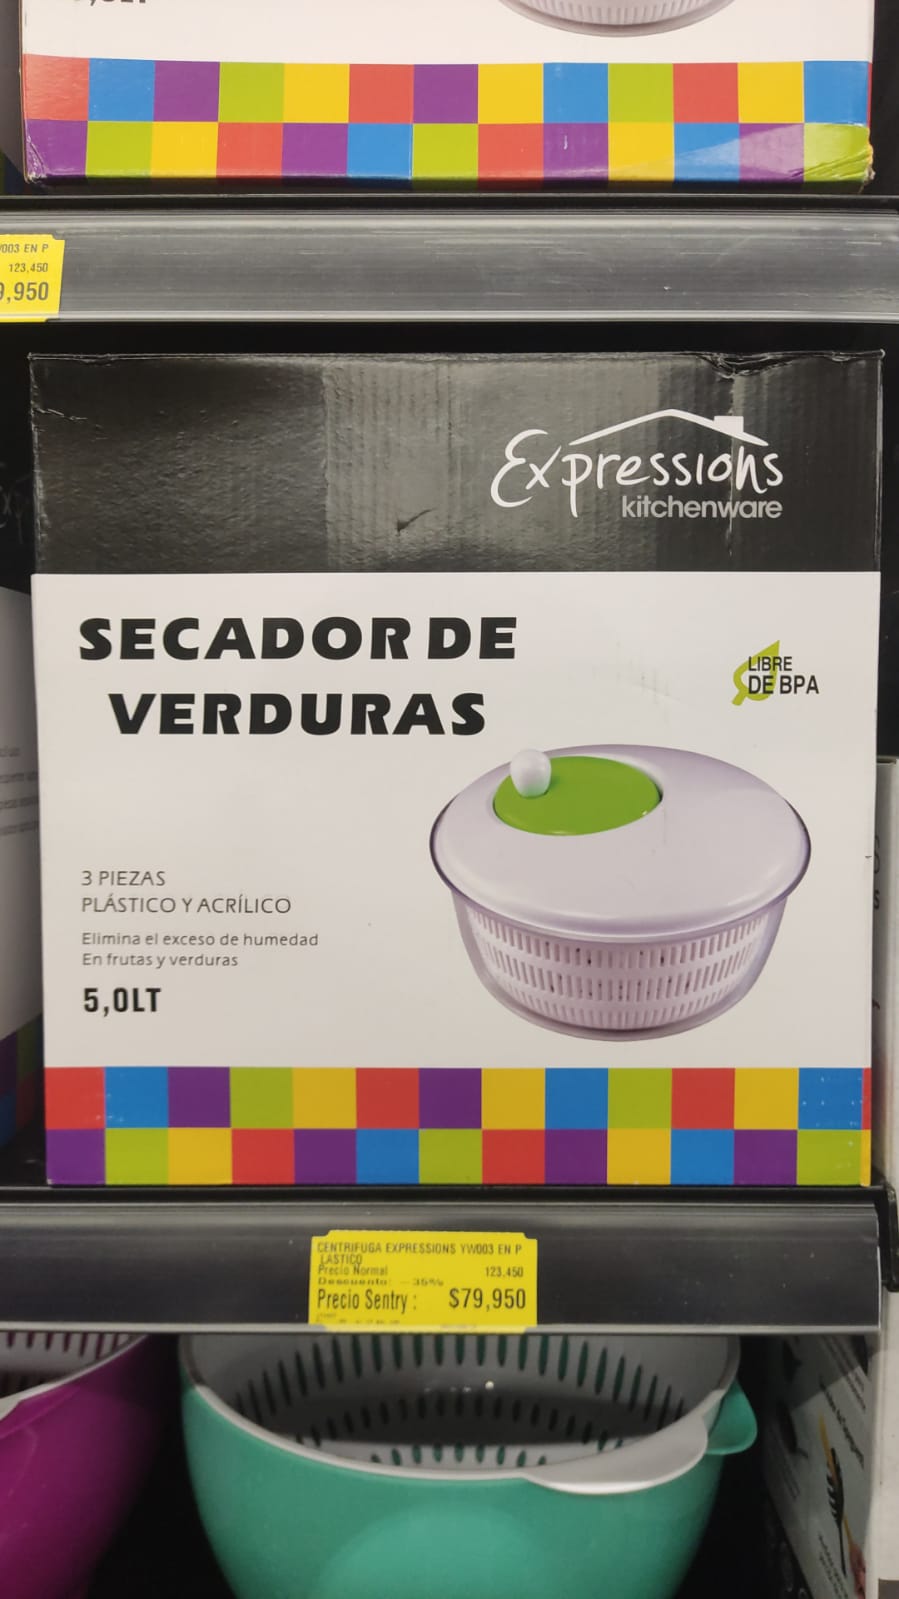 003 EN P
123,450
9,950
Expressions
kitchenware
SECADOR DE
VERDURAS
LIBRE
DE BPA
3 PIEZAS
PLÁSTICO Y ACRÍLICO
Elimina el exceso de humedad
En frutas y verduras
5,0LT
CENTRIFUGA EXPRESSIONS YW003 EN P
LASTICO
Precio Normal 123,450
Descuento: -35%
Precio Sentry : $79,950